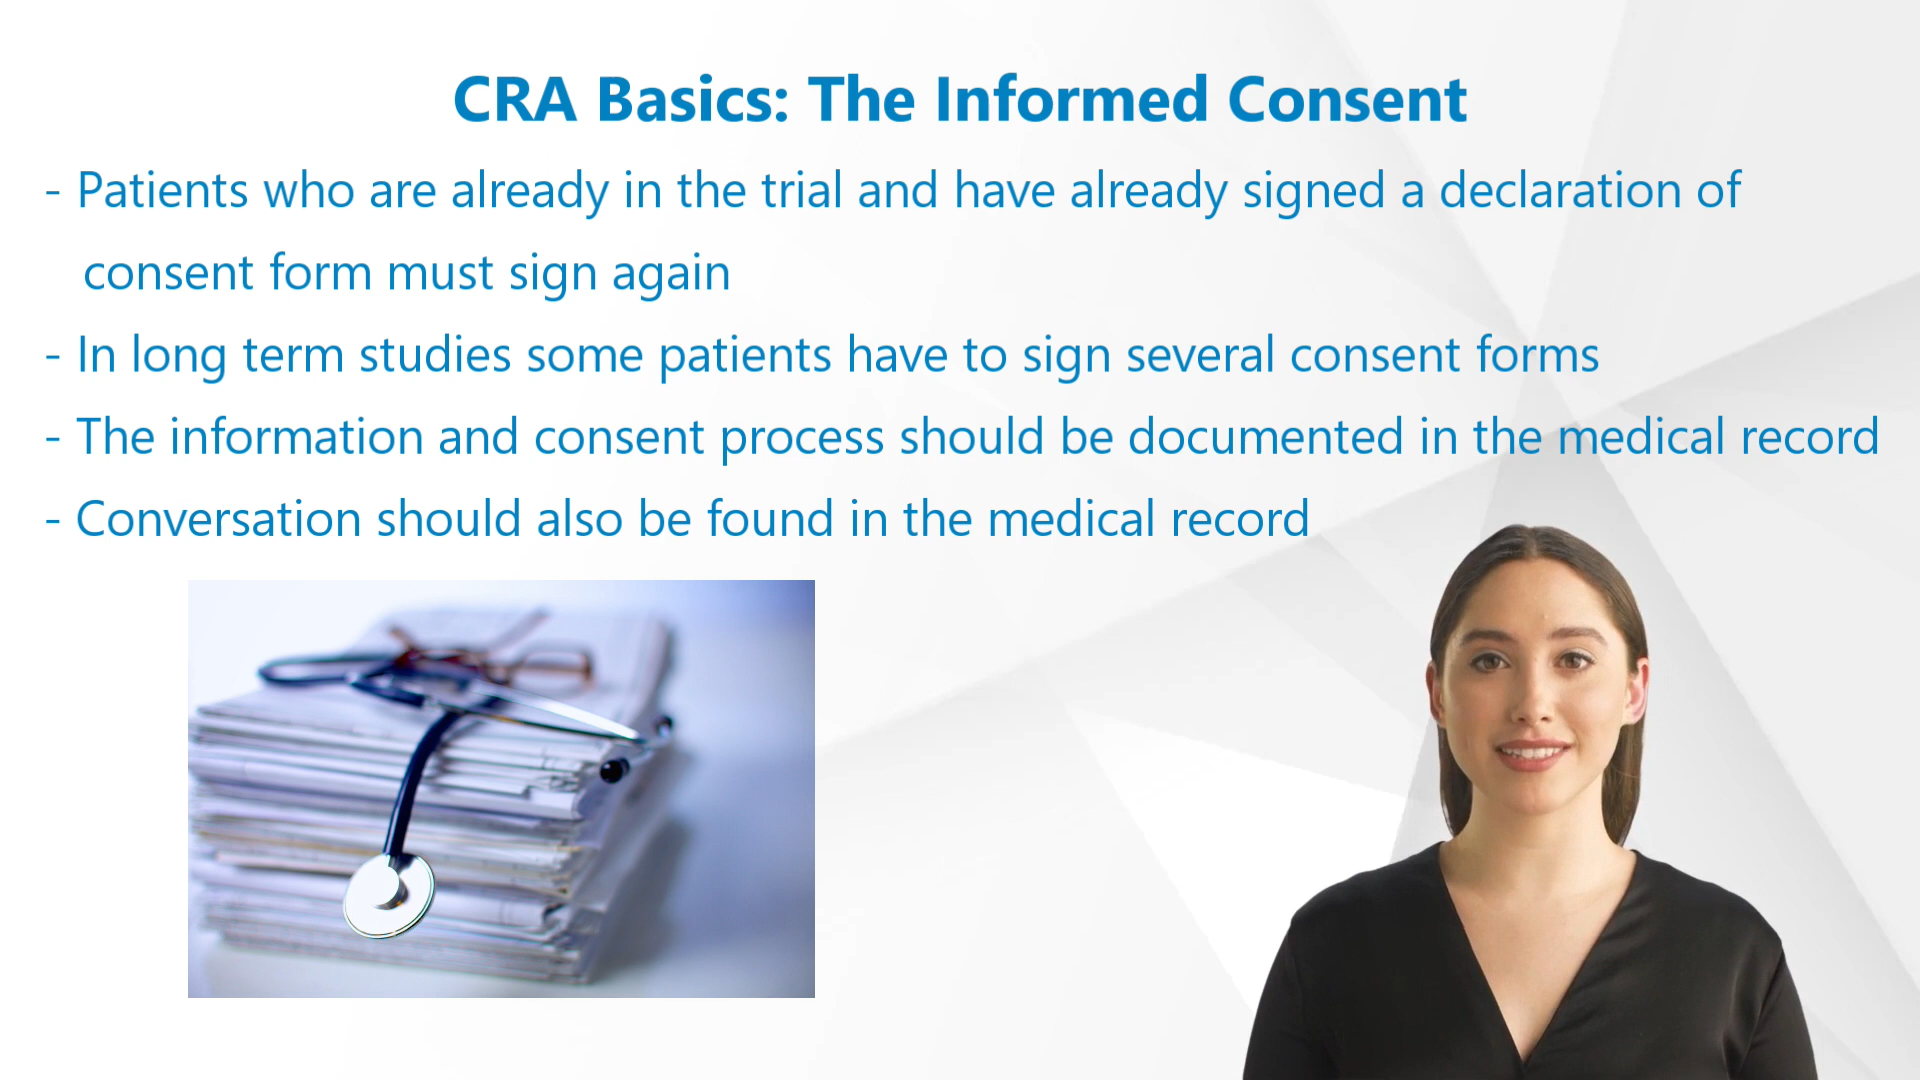 CRA Basics: The Informed Consent
- Patients who are already in the trial and have already signed a declaration of
consent form must sign again
- In long term studies some patients have to sign several consent forms
- The information and consent process should be documented in the medical record
- Conversation should also be found in the medical record